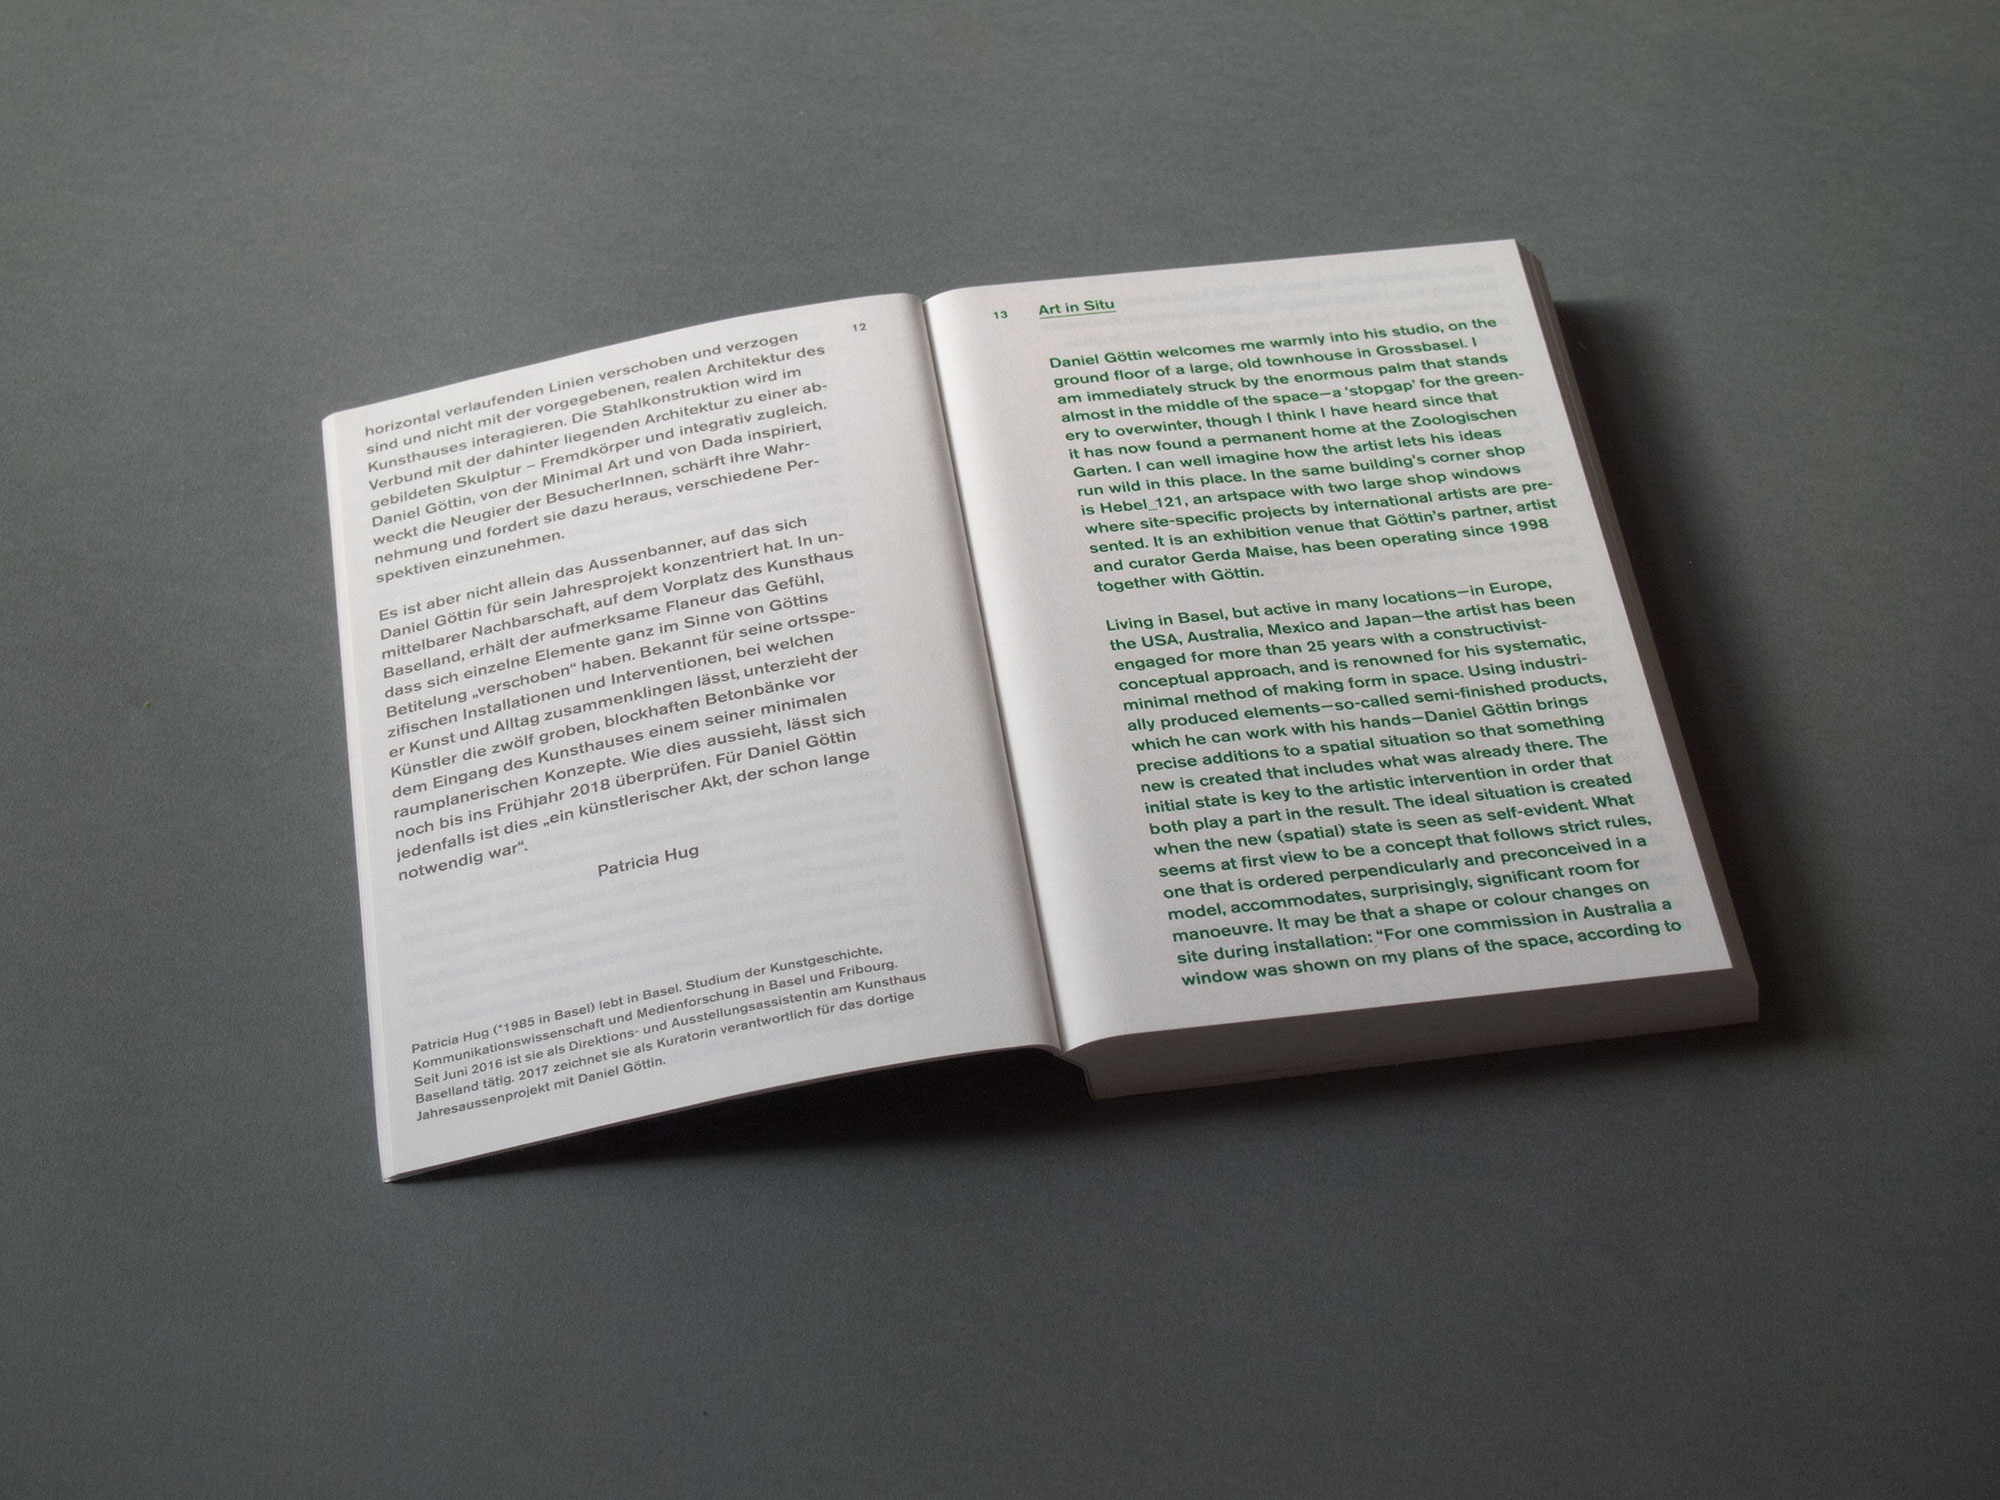 12
horizontal verlaufenden Linien verschoben und verzogen
sind und nicht mit der vorgegebenen, realen Architektur des
Kunsthauses interagieren. Die Stahlkonstruktion wird im
Verbund mit der dahinter liegenden Architektur zu einer ab-
gebildeten Skulptur – Fremdkörper und integrativ zugleich.
Daniel Göttin, von der Minimal Art und von Dada inspiriert,
weckt die Neugier der BesucherInnen, schärft ihre Wahr-
nehmung und fordert sie dazu heraus, verschiedene Per-
spektiven einzunehmen.
Es ist aber nicht allein das Aussenbanner, auf das sich
Daniel Göttin für sein Jahresprojekt konzentriert hat. In un-
mittelbarer Nachbarschaft, auf dem Vorplatz des Kunsthaus
Baselland, erhält der aufmerksame Flaneur das Gefühl,
dass sich einzelne Elemente ganz im Sinne von Göttins
Betitelung „verschoben“ haben. Bekannt für seine ortsspe-
zifischen Installationen und Interventionen, bei welchen
er Kunst und Alltag zusammenklingen lässt, unterzieht der
Künstler die zwölf groben, blockhaften Betonbänke vor
dem Eingang des Kunsthauses einem seiner minimalen
raumplanerischen Konzepte. Wie dies aussieht, lässt sich
noch bis ins Frühjahr 2018 überprüfen. Für Daniel Göttin
jedenfalls ist dies „ein künstlerischer Akt, der schon lange
notwendig war“.
Patricia Hug
Patricia Hug (*1985 in Basel) lebt in Basel. Studium der Kunstgeschichte,
Kommunikationswissenschaft und Medienforschung in Basel und Fribourg.
Seit Juni 2016 ist sie als Direktions- und Ausstellungsassistentin am Kunsthaus
Baselland tätig. 2017 zeichnet sie als Kuratorin verantwortlich für das dortige
Jahresaussenprojekt mit Daniel Göttin.
13 Art in Situ
Daniel Göttin welcomes me warmly into his studio, on the
ground floor of a large, old townhouse in Grossbasel. I
am immediately struck by the enormous palm that stands
almost in the middle of the space—a ‘stopgap’ for the green-
ery to overwinter, though I think I have heard since that
it has now found a permanent home at the Zoologischen
Garten. I can well imagine how the artist lets his ideas
run wild in this place. In the same building’s corner shop
is Hebel_121, an artspace with two large shop windows
where site-specific projects by international artists are pre-
sented. It is an exhibition venue that Göttin’s partner, artist
and curator Gerda Maise, has been operating since 1998
together with Göttin.
Living in Basel, but active in many locations—in Europe,
the USA, Australia, Mexico and Japan—the artist has been
engaged for more than 25 years with a constructivist-
conceptual approach, and is renowned for his systematic,
minimal method of making form in space. Using industri-
ally produced elements—so-called semi-finished products,
which he can work with his hands—Daniel Göttin brings
precise additions to a spatial situation so that something
new is created that includes what was already there. The
initial state is key to the artistic intervention in order that
both play a part in the result. The ideal situation is created
when the new (spatial) state is seen as self-evident. What
seems at first view to be a concept that follows strict rules,
one that is ordered perpendicularly and preconceived in a
model, accommodates, surprisingly, significant room for
manoeuvre. It may be that a shape or colour changes on
site during installation: “For one commission in Australia a
window was shown on my plans of the space, according to